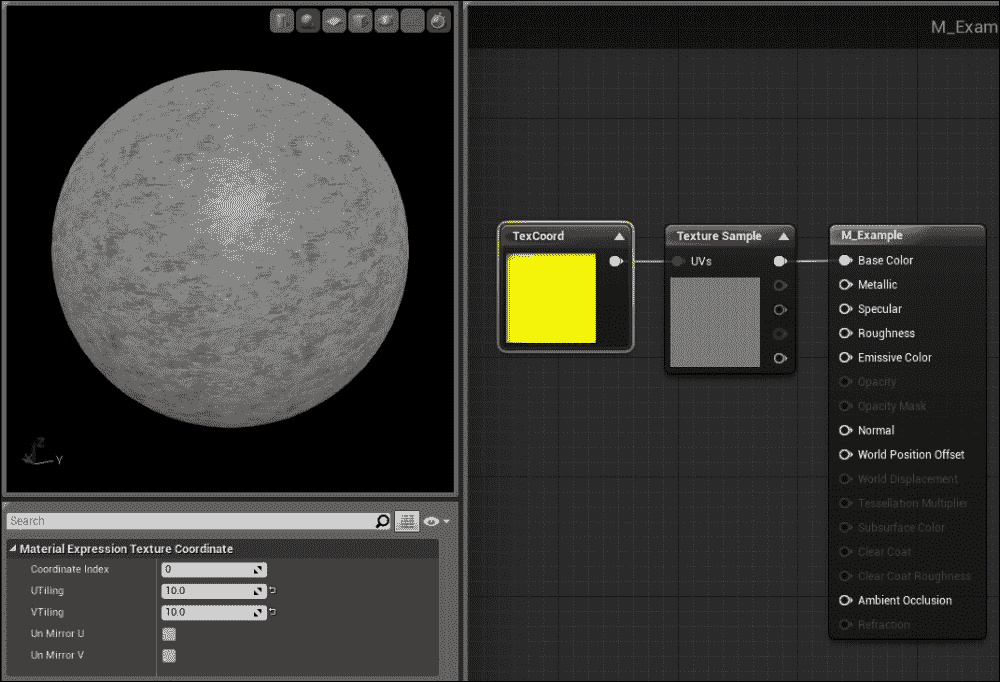 M_Exam
TexCoord
Texture Sample
UVs
M_Example
Base Color
Metallic
Specular
Roughness
Emissive Color
Opacity
Opacity Mask
Normal
World Position Offset
World Displacement
Tessellation Multiplier
Subsurface Color
Clear Coat
Clear Coat Roughness
Ambient Occlusion
Refraction
Z
X Y
Search
Material Expression Texture Coordinate
Coordinate Index 0
UTiling 10.0
VTiling 10.0
Un Mirror U
Un Mirror V